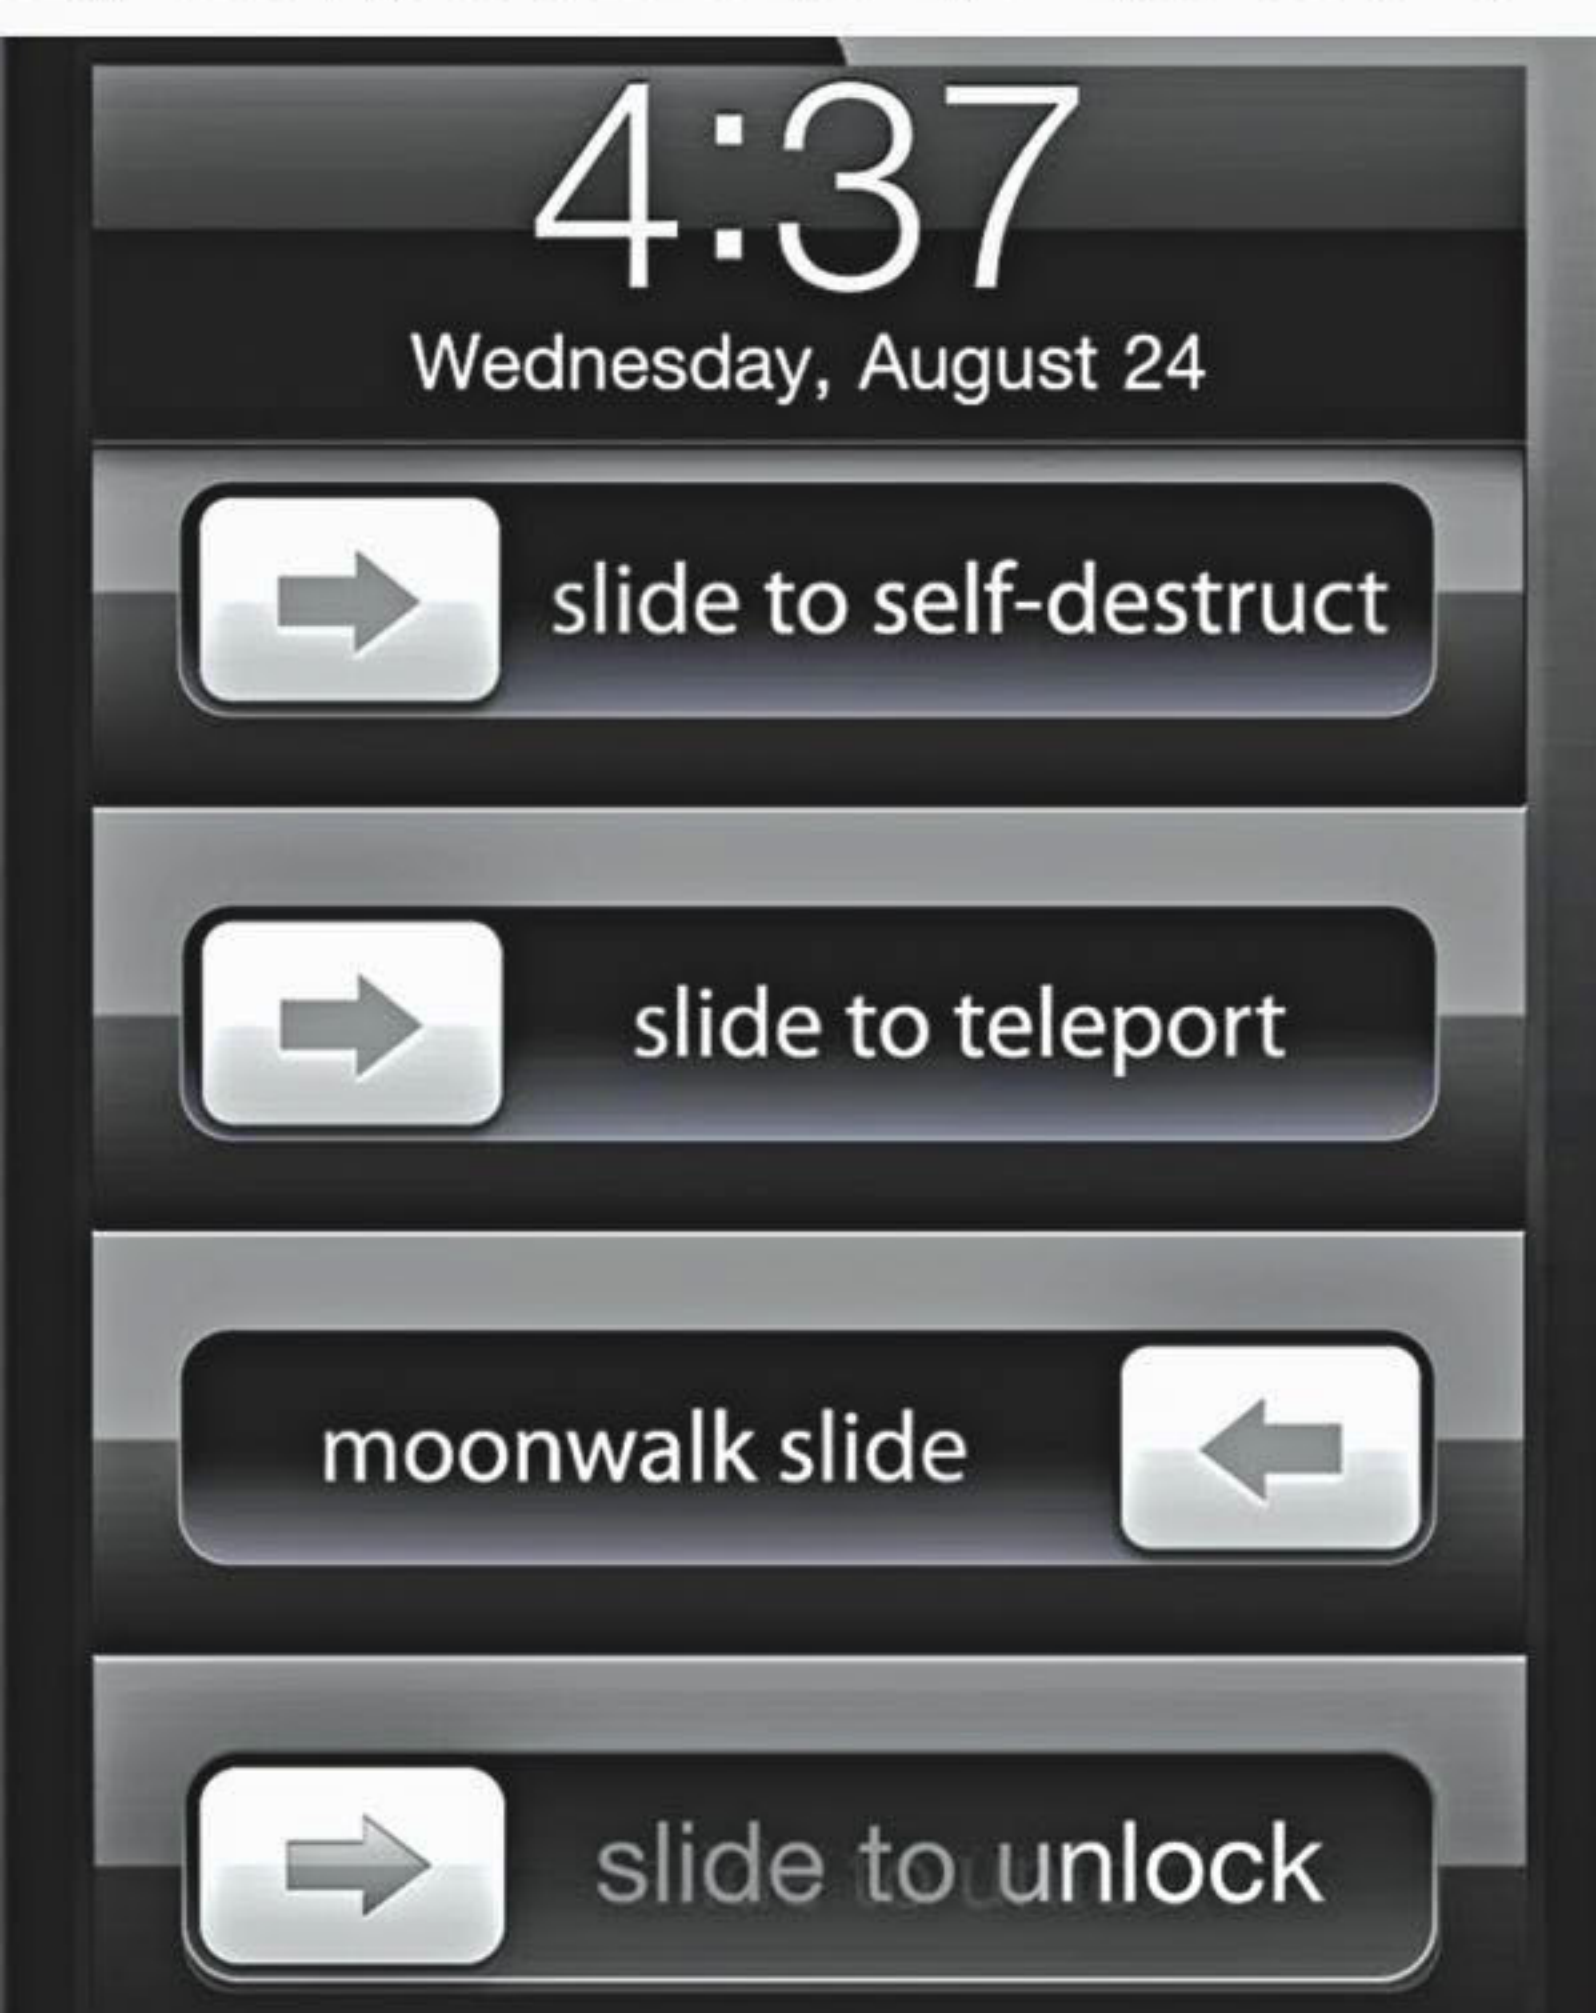 4:37
Wednesday, August 24
slide to self-destruct
slide to teleport
moonwalk slide
slide to unlock